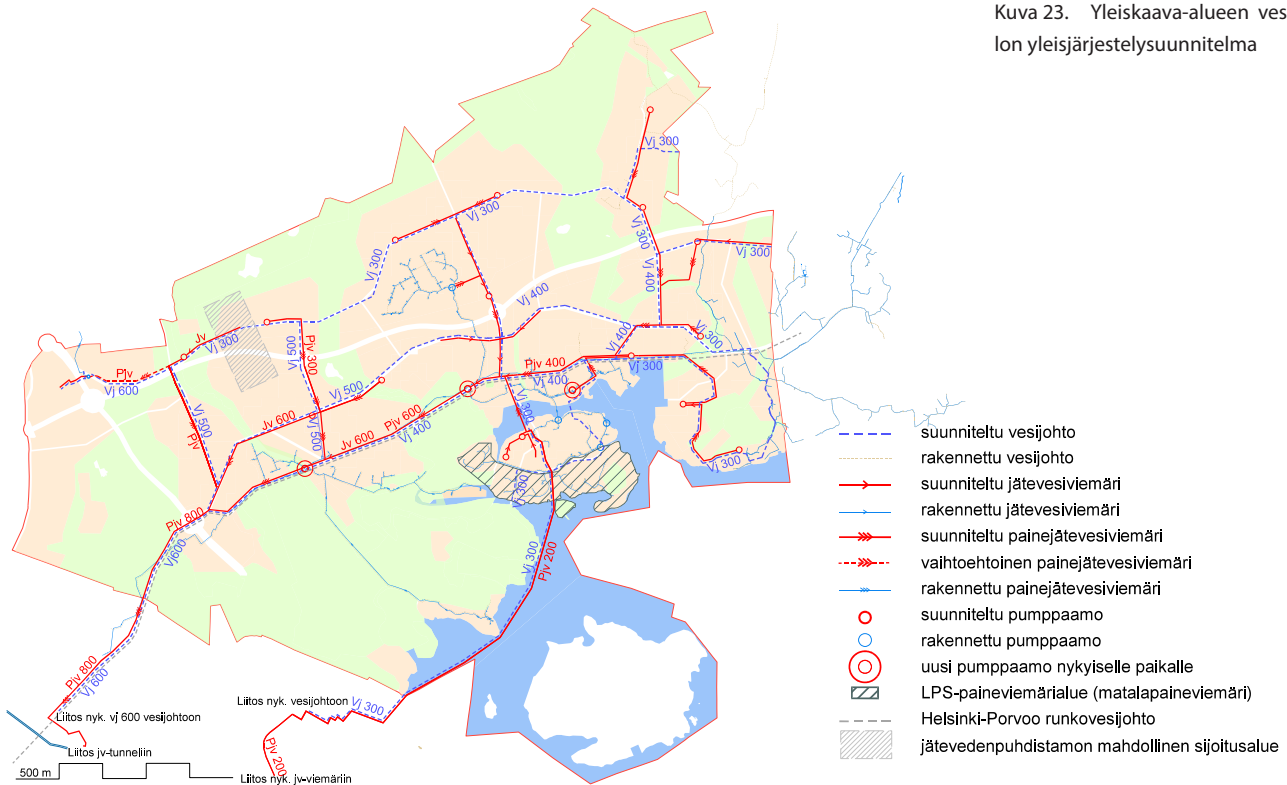 Kuva 23. Yleiskaava-alueen ves
lon yleisjärjestelysuunnitelma
Vj 300
Vj 300
Vj 300
Vj 300
Vj 400
Vj 300
Vj 300
Vj 400
Jv
Vj 300
Vj 500
Pjv 300
Vj 400
Vj 300
Pjv
Vj 600
Pjv 400
Vj 400
Vj 300
Vj 500
Vj 500
Pjv
Jv 600
Pjv 600
Vj 400
Jv 600
Vj 500
Vj 300
Vj 300
Vj 300
Pjv 800
Vj600
Vj 300
Pjv 200
Pjv 800
Vj 600
Liitos nyk. vj 600 vesijohtoon
Liitos nyk. vesijohtoon
Vj 300
Pjv 200
Liitos jv-tunneliin
Liitos nyk. jv-viemäriin
500 m
suunniteltu vesijohto
rakennettu vesijohto
suunniteltu jätevesiviemäri
rakennettu jätevesiviemäri
suunniteltu painejätevesiviemäri
vaihtoehtoinen painejätevesiviemäri
rakennettu painejätevesiviemäri
suunniteltu pumppaamo
rakennettu pumppaamo
uusi pumppaamo nykyiselle paikalle
LPS-paineviemärialue (matalapaineviemäri)
Helsinki-Porvoo runkovesijohto
jätevedenpuhdistamon mahdollinen sijoitusalue